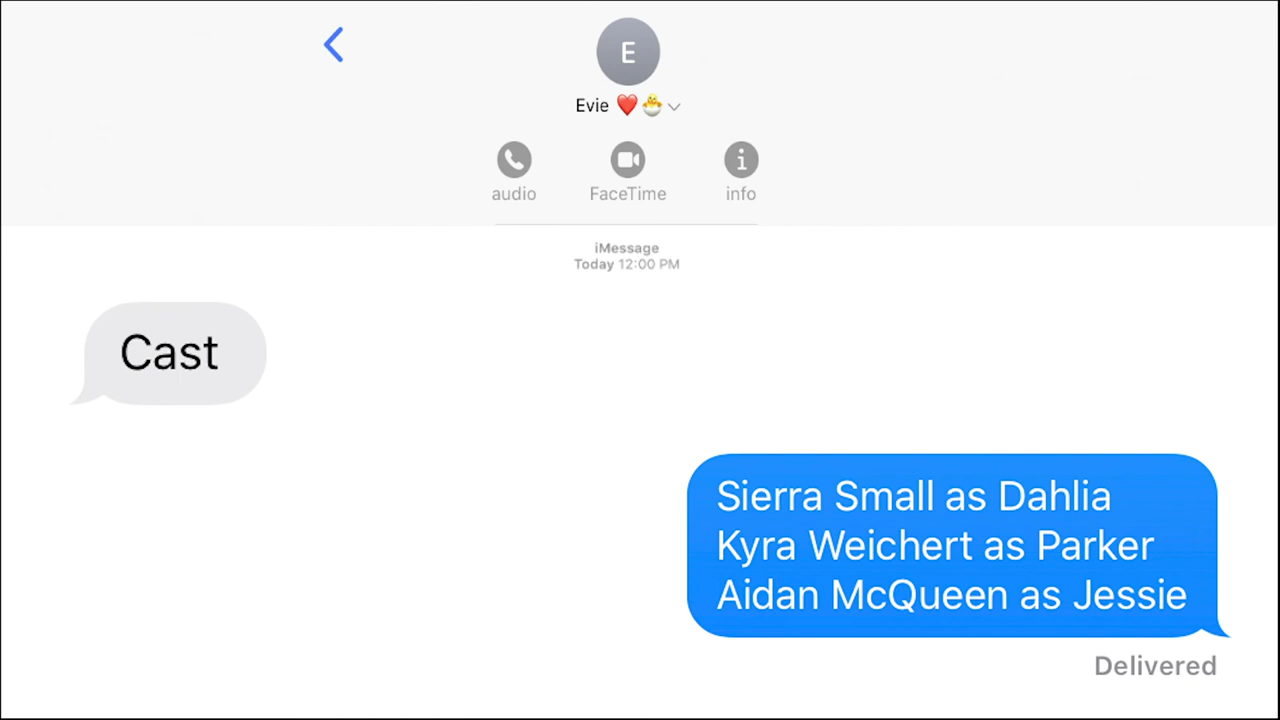 E
Evie ❤️🐣
audio FaceTime info
iMessage
Today 12:00 PM
Cast
Sierra Small as Dahlia
Kyra Weichert as Parker
Aidan McQueen as Jessie
Delivered